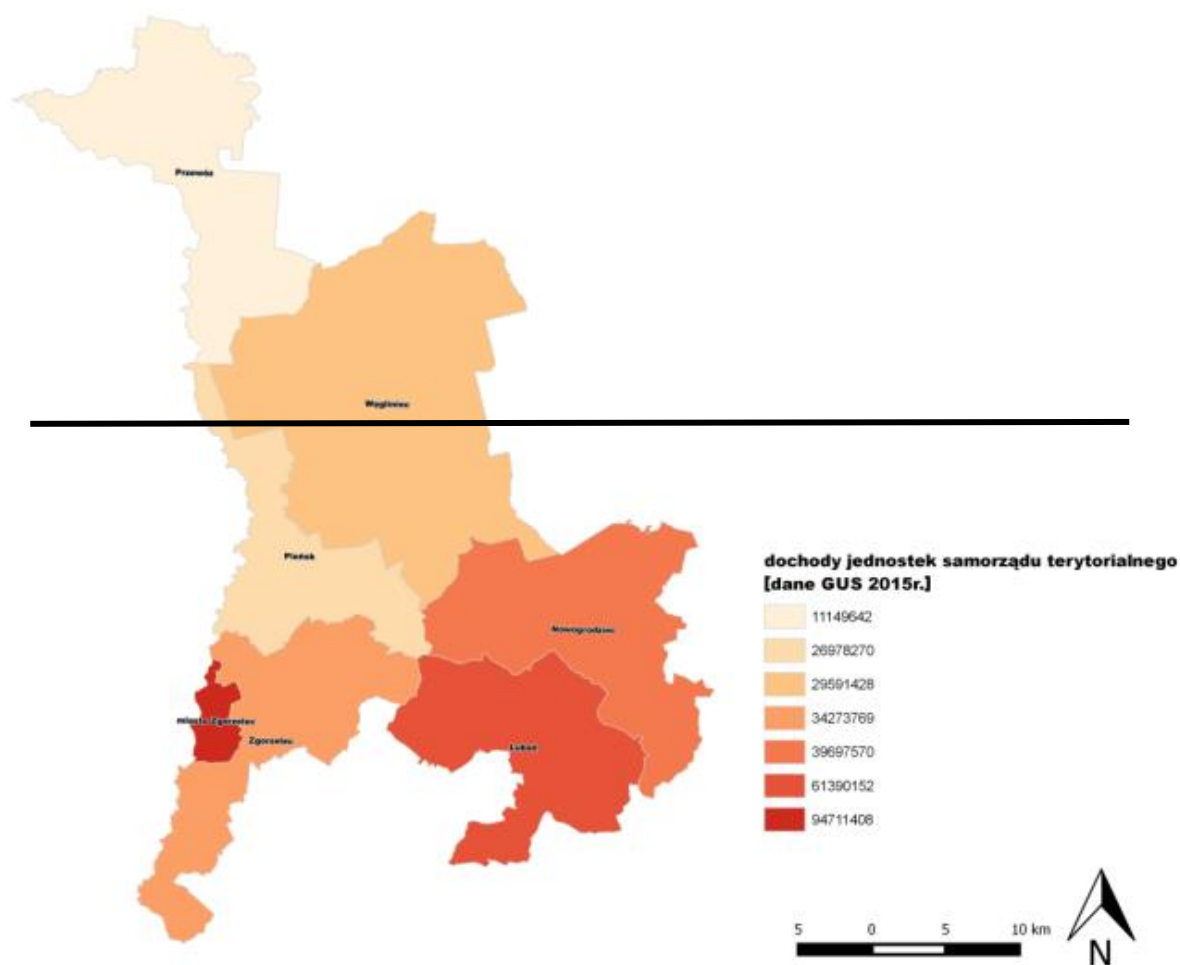 Przewóz
Węgliniec
Pieńsk
Nowogrodziec
miasto Zgorzelec
Zgorzelec
Lubań
dochody jednostek samorządu terytorialnego
[dane GUS 2015r.]
11149642
26978270
29591428
34273769
39697570
61390152
94711408
5 0 5 10 km
N